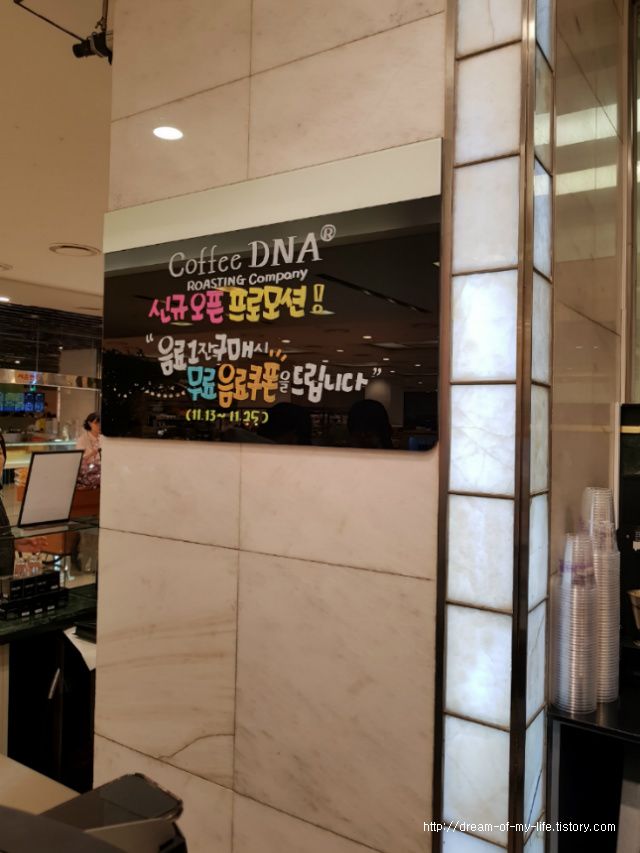 Coffee DNA®
ROASTING Company
신규오픈 프로모션!!
"음료 1잔 구매시
무료 음료쿠폰을 드립니다"
(11.13~11.25)
http://dream-of-my-life.tistory.com